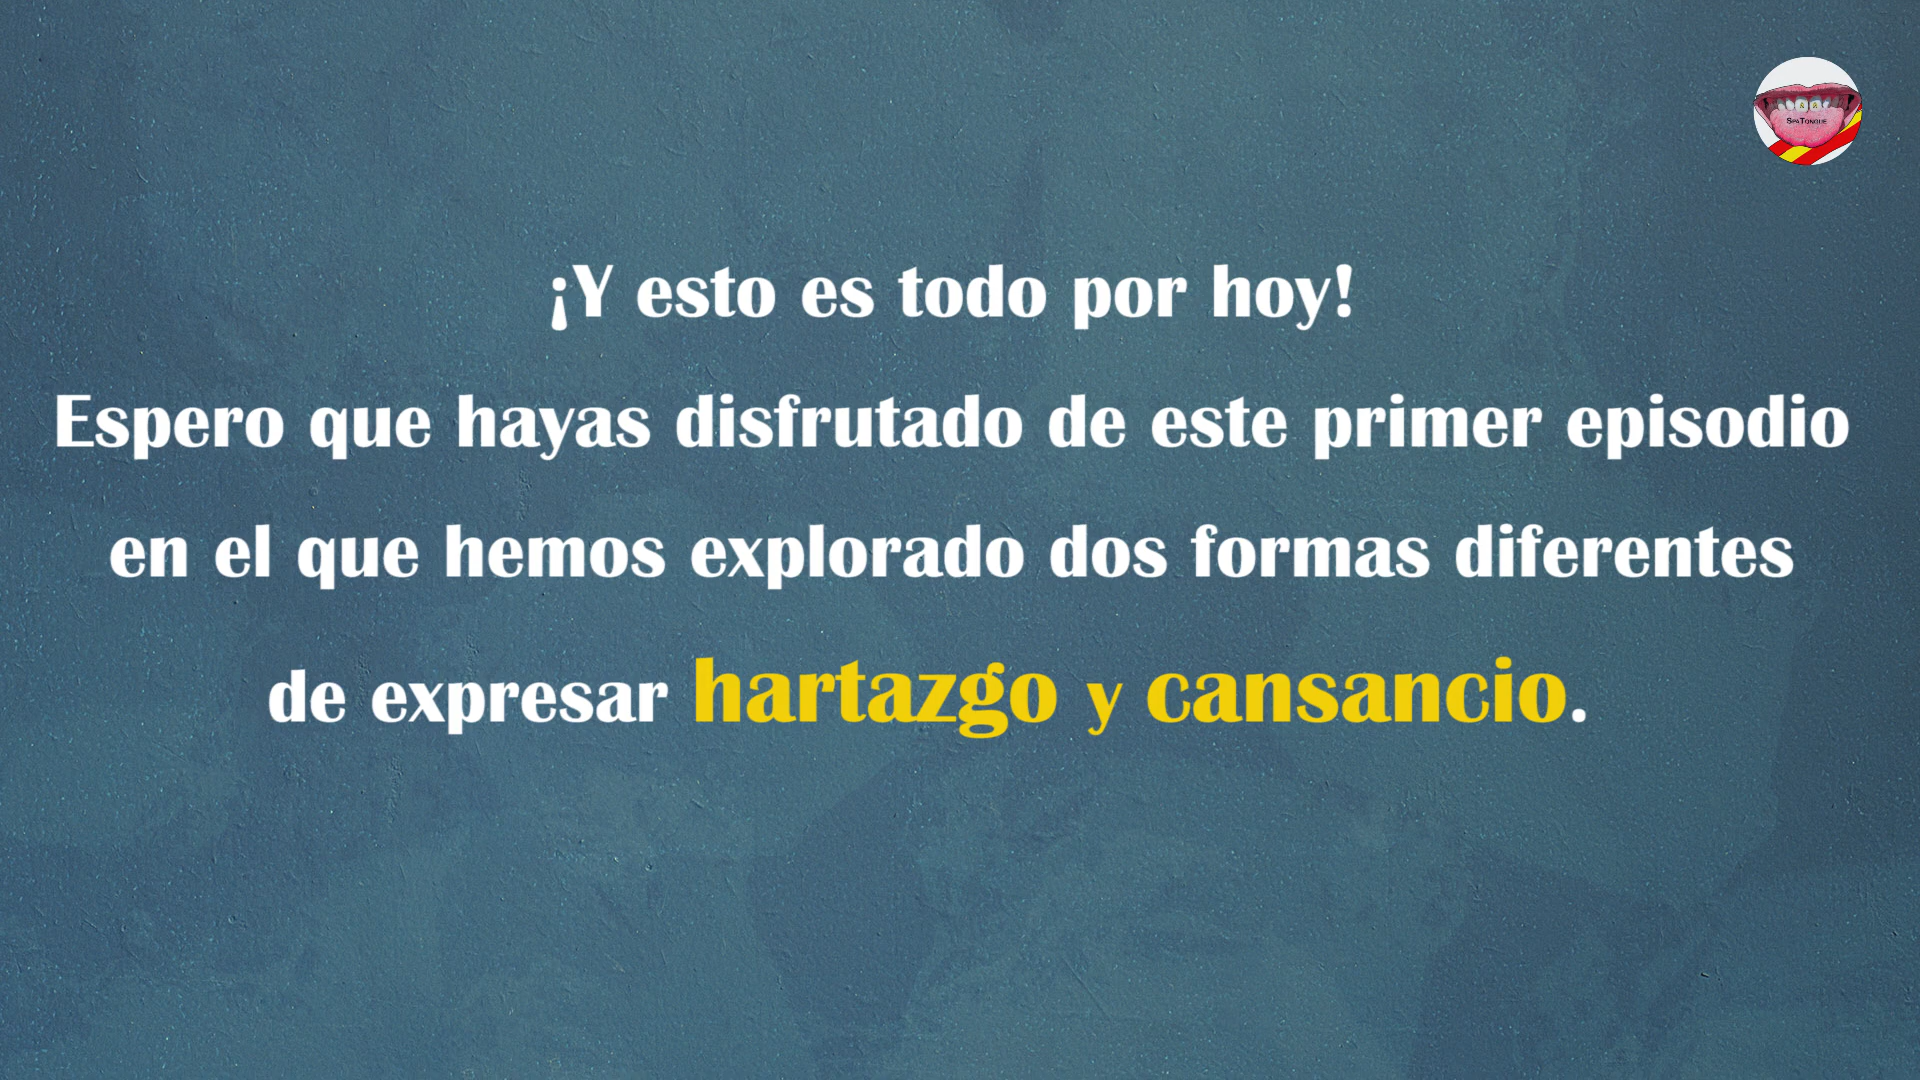 SpaTongue
¡Y esto es todo por hoy!
Espero que hayas disfrutado de este primer episodio
en el que hemos explorado dos formas diferentes
de expresar hartazgo y cansancio.